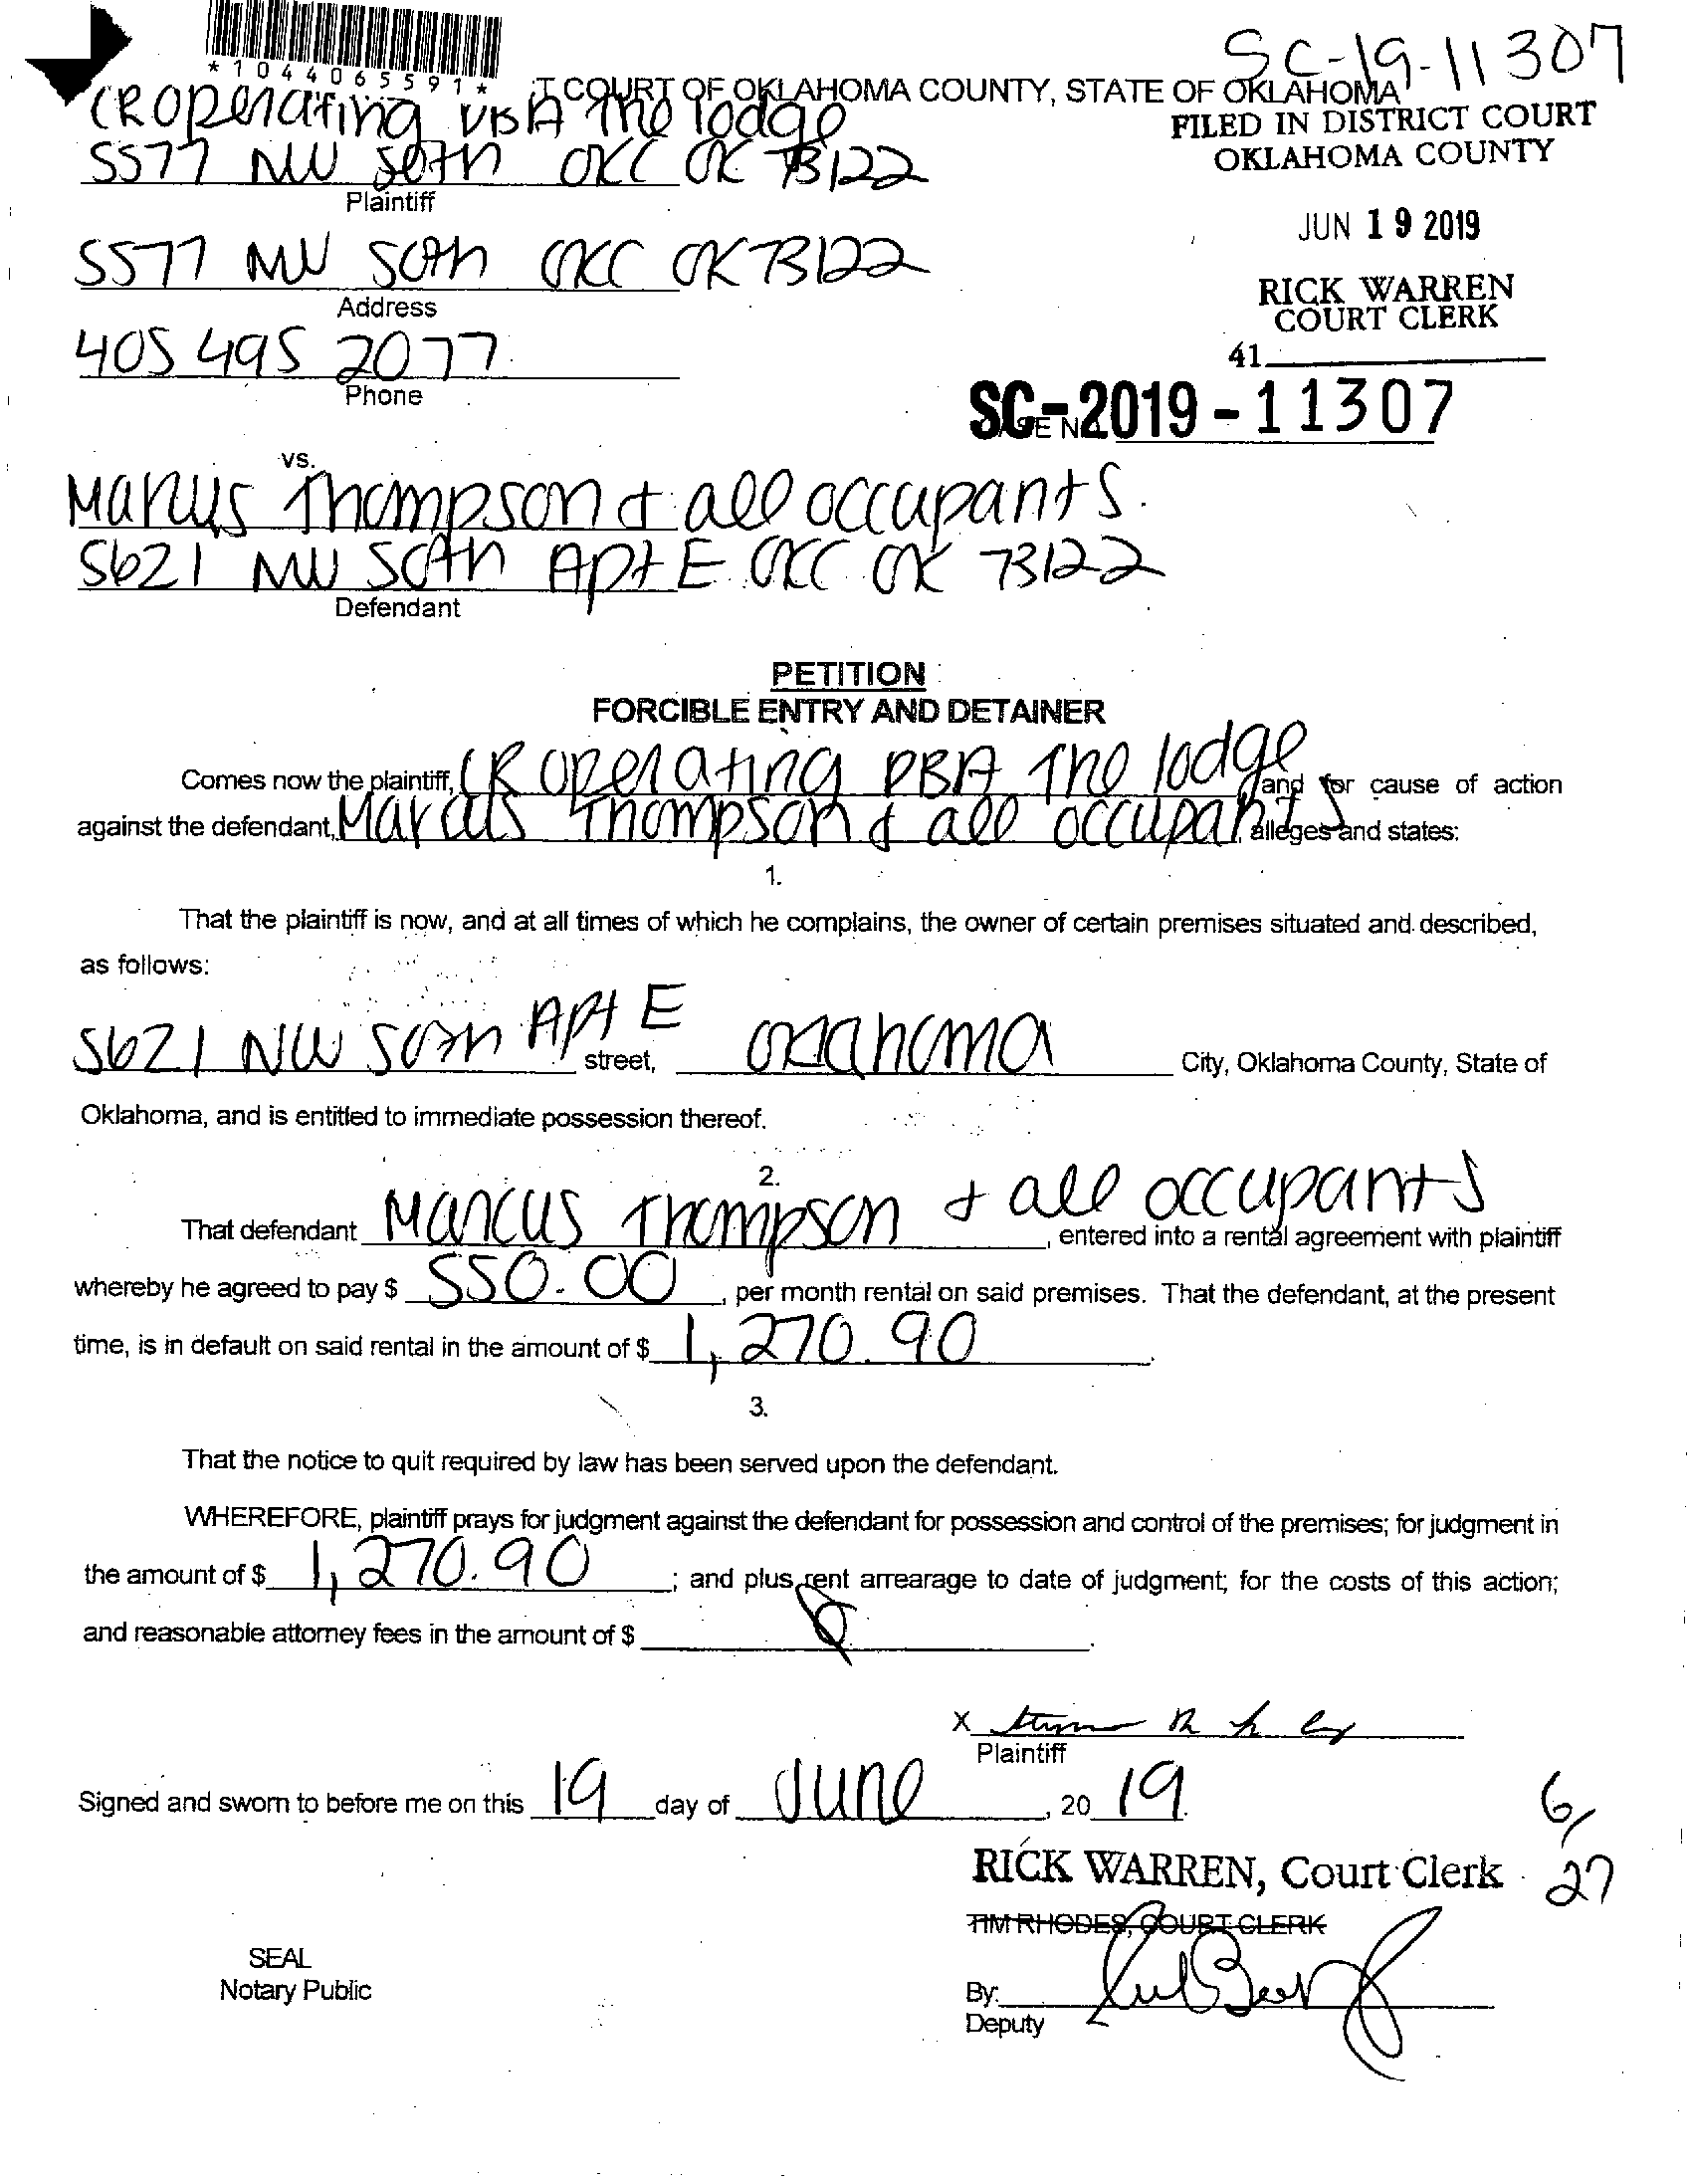 SC-19-11307
*1044065591*
T COURT OF OKLAHOMA COUNTY, STATE OF OKLAHOMA
CR Operating DBA The lodge
FILED IN DISTRICT COURT
OKLAHOMA COUNTY
5577 NW 50th OKC OK 73122
Plaintiff
JUN 19 2019
5577 NW 50th OKC OK 73122
Address
RICK WARREN
COURT CLERK
405 495 2077
Phone
41
SC-2019-11307
vs.
Marcus Thompson & all occupants.
5621 NW 50th Apt E OKC OK 73122
Defendant
PETITION
FORCIBLE ENTRY AND DETAINER
Comes now the plaintiff, CR Operating DBA The lodge and for cause of action
against the defendant, Marcus Thompson & all occupants, alleges and states:
1.
That the plaintiff is now, and at all times of which he complains, the owner of certain premises situated and described,
as follows:
5621 NW 50th Apt E street, Oklahoma City, Oklahoma County, State of
Oklahoma, and is entitled to immediate possession thereof.
2.
That defendant Marcus Thompson & all occupants, entered into a rental agreement with plaintiff
whereby he agreed to pay $ 550.00, per month rental on said premises. That the defendant, at the present
time, is in default on said rental in the amount of $ 1,270.90.
3.
That the notice to quit required by law has been served upon the defendant.
WHEREFORE, plaintiff prays for judgment against the defendant for possession and control of the premises; for judgment in
the amount of $ 1,270.90; and plus rent arrearage to date of judgment; for the costs of this action;
and reasonable attorney fees in the amount of $
X
Plaintiff
Signed and sworn to before me on this 19 day of June, 20 19.
6/27
RICK WARREN, Court Clerk
TIM RHODES, COURT CLERK
SEAL
Notary Public
By:
Deputy